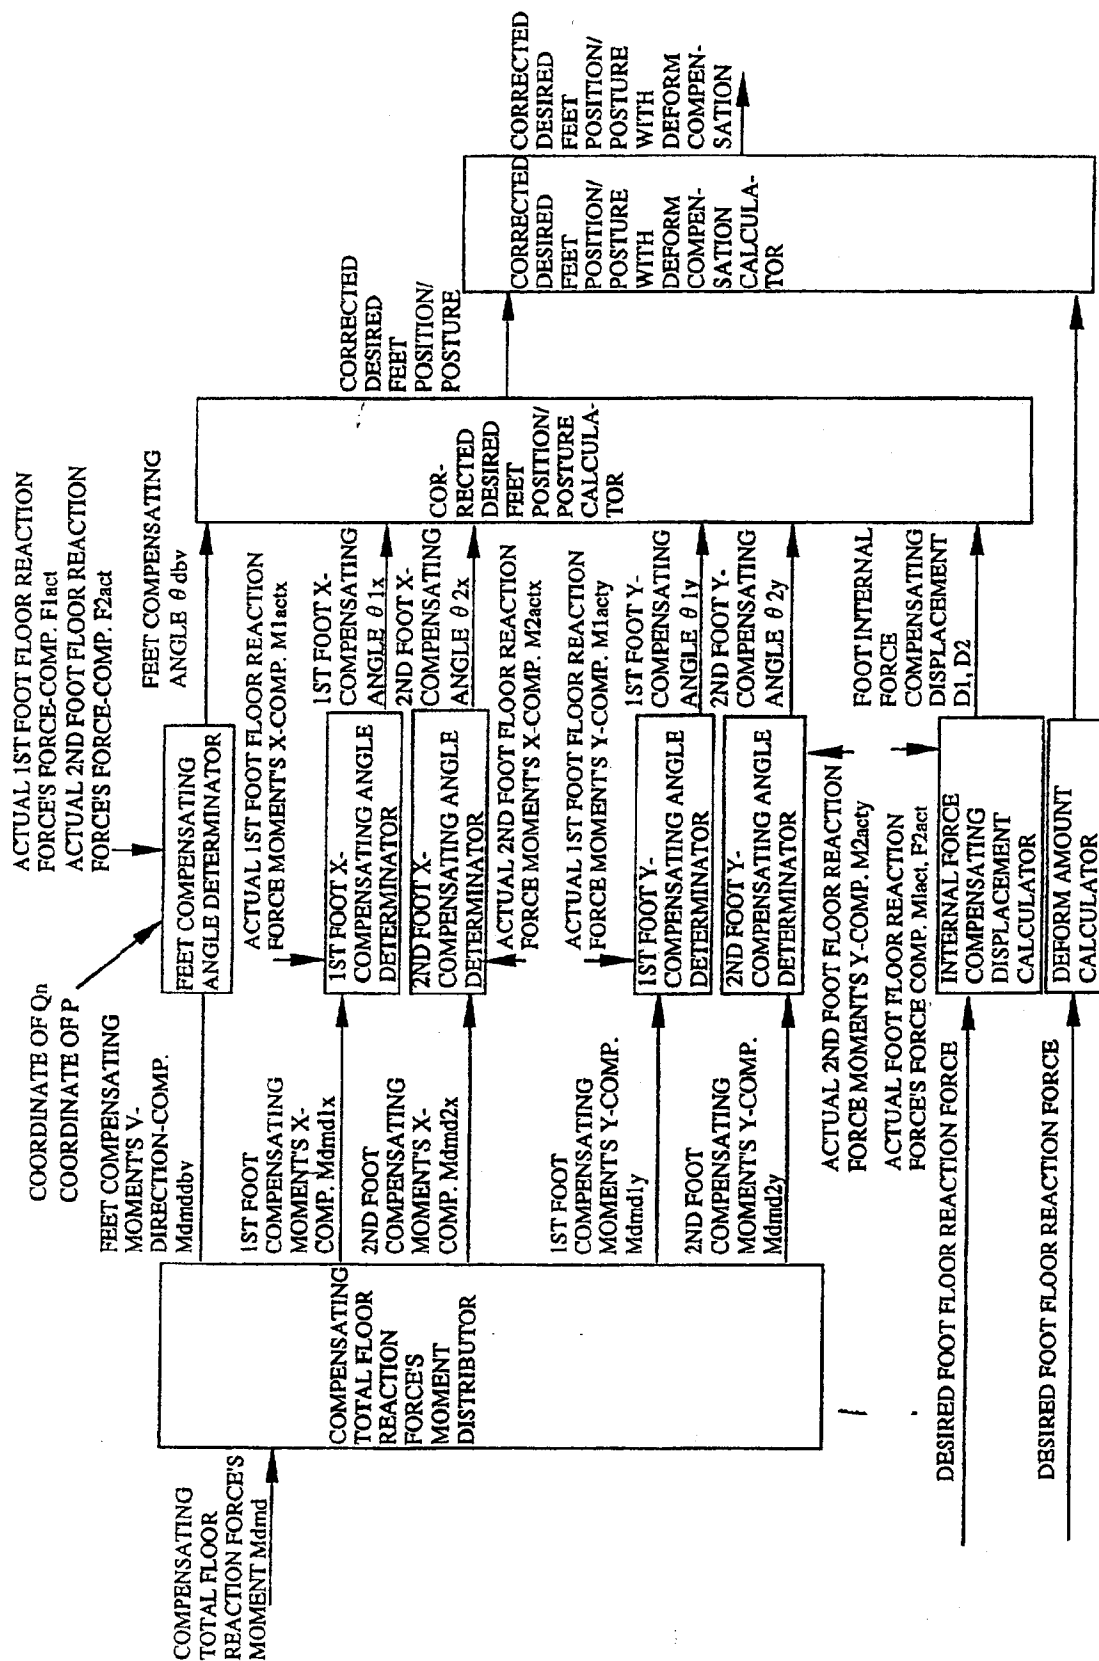 COMPENSATING
TOTAL FLOOR
REACTION FORCE'S
MOMENT Mdmd
COMPENSATING
TOTAL FLOOR
REACTION
FORCE'S
MOMENT
DISTRIBUTOR
COORDINATE OF Qn
COORDINATE OF P
FEET COMPENSATING
MOMENT'S V-
DIRECTION-COMP.
Mdmddbv
1ST FOOT
COMPENSATING
MOMENT'S X-
COMP. Mdmd1x
2ND FOOT
COMPENSATING
MOMENT'S X-
COMP. Mdmd2x
1ST FOOT
COMPENSATING
MOMENT'S Y-COMP.
Mdmd1y
2ND FOOT
COMPENSATING
MOMENT'S Y-COMP.
Mdmd2y
DESIRED FOOT FLOOR REACTION FORCE
DESIRED FOOT FLOOR REACTION FORCE
ACTUAL 1ST FOOT FLOOR REACTION
FORCE'S FORCE-COMP. F1act
ACTUAL 2ND FOOT FLOOR REACTION
FORCE'S FORCE-COMP. F2act
FEET COMPENSATING
ANGLE DETERMINATOR
ACTUAL 1ST FOOT FLOOR REACTION
FORCE MOMENT'S X-COMP. M1actx
1ST FOOT X-
COMPENSATING ANGLE
DETERMINATOR
2ND FOOT X-
COMPENSATING ANGLE
DETERMINATOR
ACTUAL 2ND FOOT FLOOR REACTION
FORCE MOMENT'S X-COMP. M2actx
ACTUAL 1ST FOOT FLOOR REACTION
FORCE MOMENT'S Y-COMP. M1acty
1ST FOOT Y-
COMPENSATING ANGLE
DETERMINATOR
2ND FOOT Y-
COMPENSATING ANGLE
DETERMINATOR
ACTUAL 2ND FOOT FLOOR REACTION
FORCE MOMENT'S Y-COMP. M2acty
ACTUAL FOOT FLOOR REACTION
FORCE'S FORCE COMP. M1act, F2act
INTERNAL FORCE
COMPENSATING
DISPLACEMENT
CALCULATOR
DEFORM AMOUNT
CALCULATOR
FEET COMPENSATING
ANGLE θ dbv
1ST FOOT X-
COMPENSATING
ANGLE θ 1x
2ND FOOT X-
COMPENSATING
ANGLE θ 2x
1ST FOOT Y-
COMPENSATING
ANGLE θ 1y
2ND FOOT Y-
COMPENSATING
ANGLE θ 2y
FOOT INTERNAL
FORCE
COMPENSATING
DISPLACEMENT
D1, D2
COR-
RECTED
DESIRED
FEET
POSITION/
POSTURE
CALCULA-
TOR
CORRECTED
DESIRED
FEET
POSITION/
POSTURE
CORRECTED
DESIRED
FEET
POSITION/
POSTURE
WITH
DEFORM
COMPEN-
SATION
CALCULA-
TOR
CORRECTED
DESIRED
FEET
POSITION/
POSTURE
WITH
DEFORM
COMPEN-
SATION